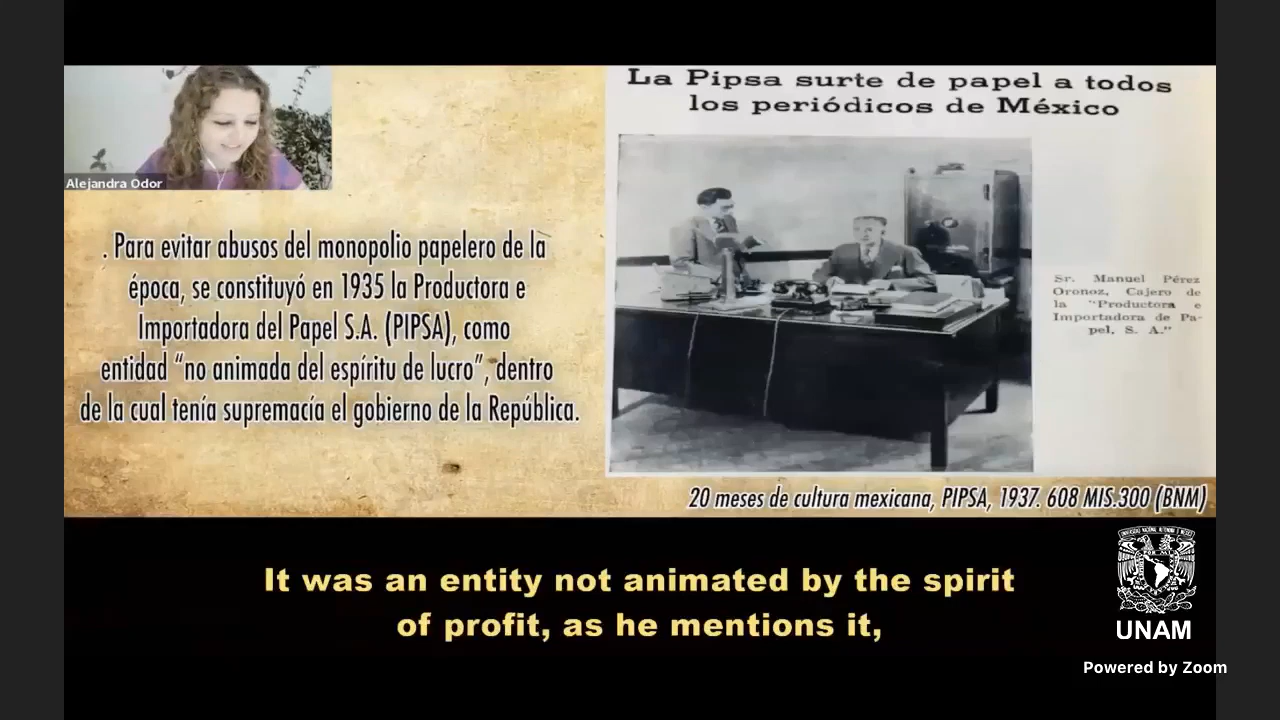 Alejandra Odor
. Para evitar abusos del monopolio papelero de la
época, se constituyó en 1935 la Productora e
Importadora del Papel S.A. (PIPSA), como
entidad “no animada del espíritu de lucro”, dentro
de la cual tenía supremacía el gobierno de la República.
La Pipsa surte de papel a todos
los periódicos de México
Sr. Manuel Pérez
Oronoz, Cajero de
la "Productora e
Importadora de Pa-
pel, S. A."
20 meses de cultura mexicana, PIPSA, 1937. 608 MIS.300 (BNM)
It was an entity not animated by the spirit
of profit, as he mentions it,
UNAM
Powered by Zoom